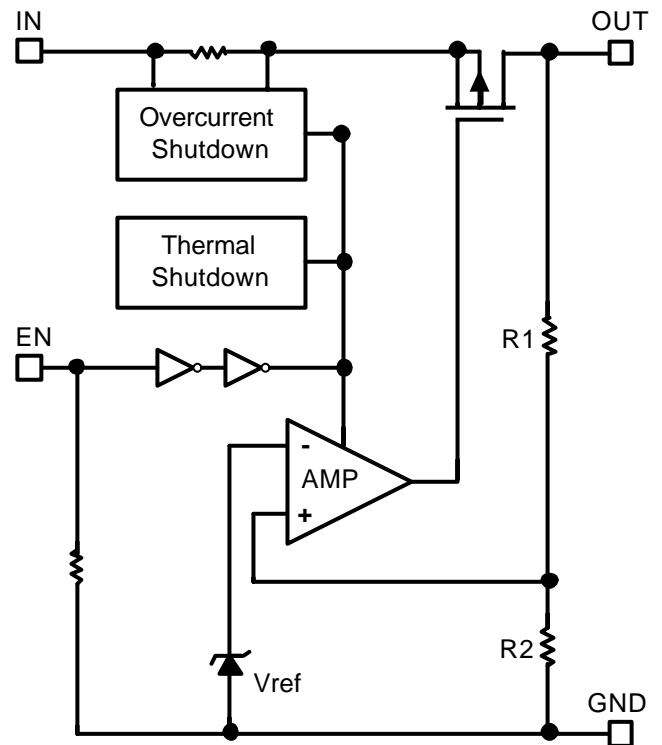 IN
OUT
Overcurrent
Shutdown
Thermal
Shutdown
EN
R1
-
AMP
+
R2
Vref
GND